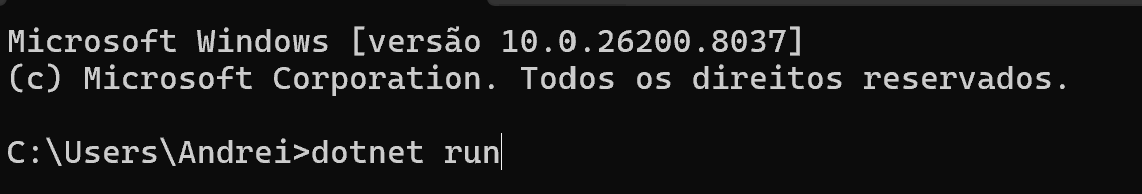 Microsoft Windows [versão 10.0.26200.8037]
(c) Microsoft Corporation. Todos os direitos reservados.
C:\Users\Andrei>dotnet run